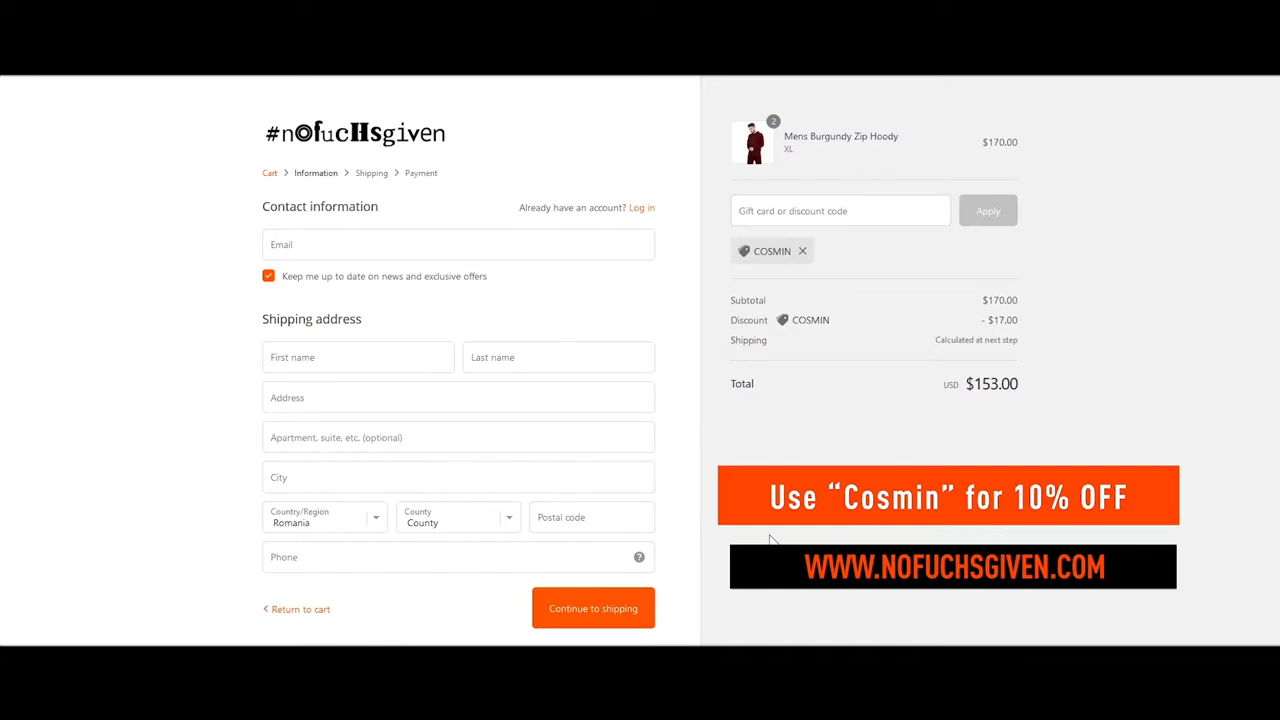 #nofucHsgiven
Cart > Information > Shipping > Payment
Contact information
Already have an account? Log in
Email
Keep me up to date on news and exclusive offers
Shipping address
First name
Last name
Address
Apartment, suite, etc. (optional)
City
Country/Region
Romania
County
County
Postal code
Phone
?
< Return to cart
Continue to shipping
2
Mens Burgundy Zip Hoody
XL
$170.00
Gift card or discount code
Apply
COSMIN
Subtotal $170.00
Discount COSMIN - $17.00
Shipping Calculated at next step
Total USD $153.00
Use “Cosmin” for 10% OFF
WWW.NOFUCHSGIVEN.COM